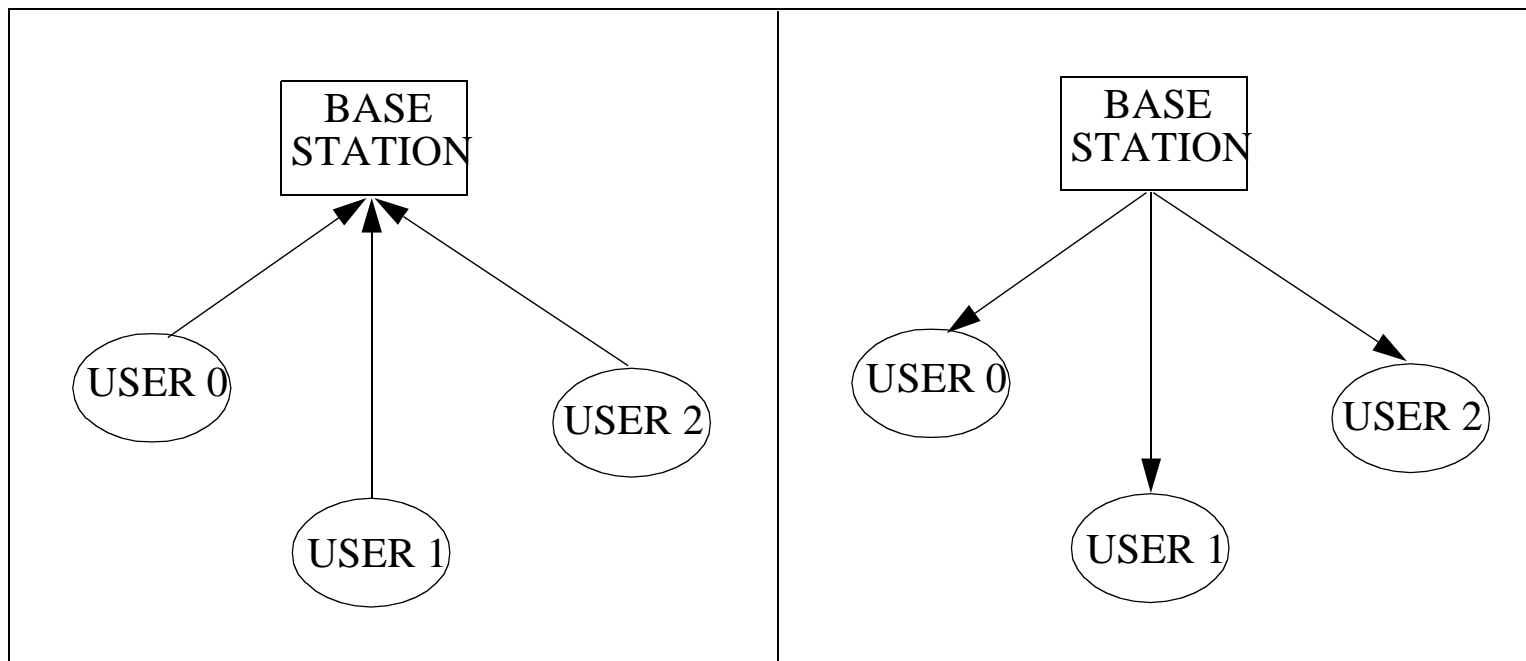 BASE
STATION
USER 0
USER 2
USER 1
BASE
STATION
USER 0
USER 2
USER 1